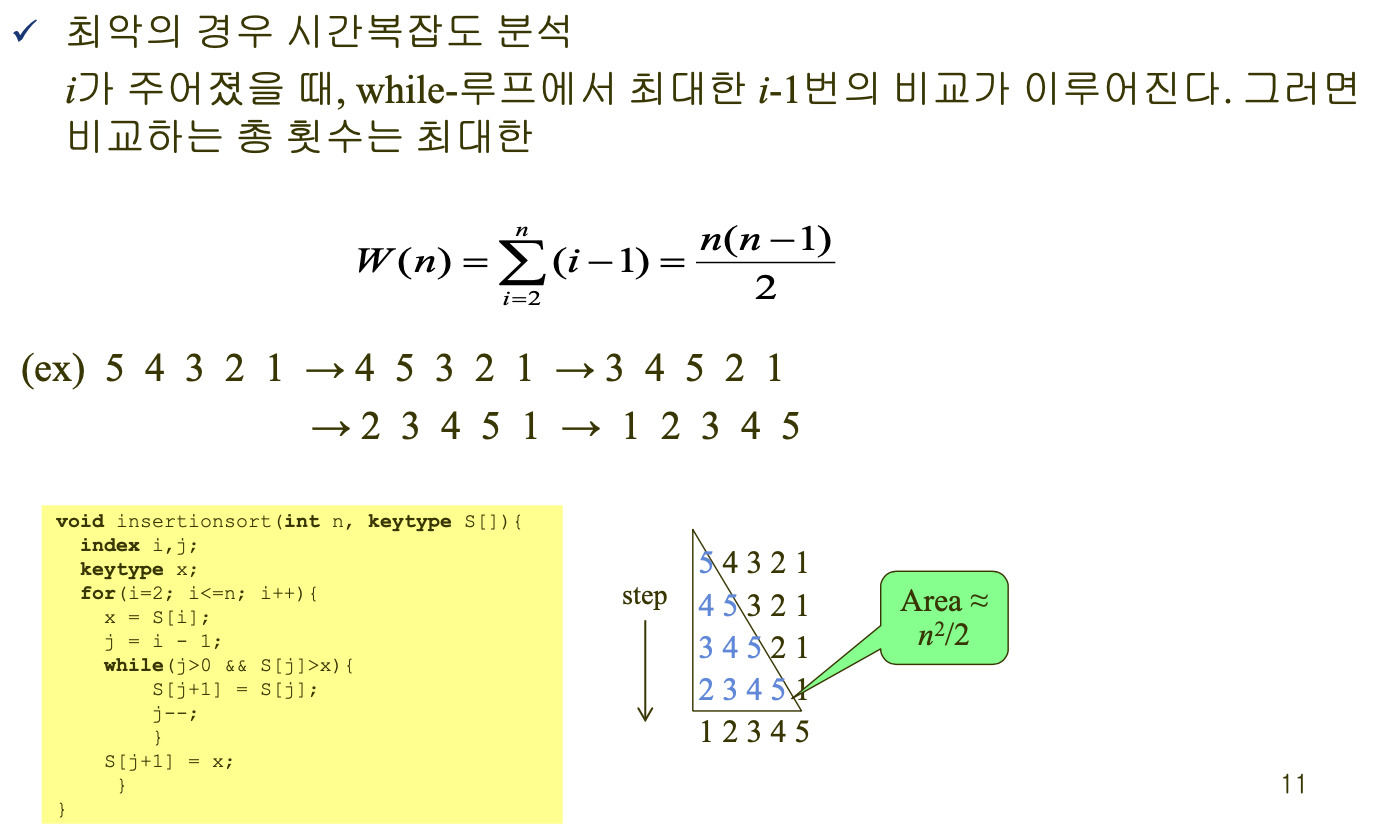 ✓ 최악의 경우 시간복잡도 분석
i가 주어졌을 때, while-루프에서 최대한 i-1번의 비교가 이루어진다. 그러면
비교하는 총 횟수는 최대한
W(n) = ∑_{i=2}^{n} (i−1) = n(n−1)/2
(ex) 5 4 3 2 1 → 4 5 3 2 1 → 3 4 5 2 1
→ 2 3 4 5 1 → 1 2 3 4 5
void insertionsort(int n, keytype S[]){
index i,j;
keytype x;
for(i=2; i<=n; i++){
x = S[i];
j = i - 1;
while(j>0 && S[j]>x){
S[j+1] = S[j];
j--;
}
S[j+1] = x;
}
}
step
5 4 3 2 1
4 5 3 2 1
3 4 5 2 1
2 3 4 5 1
1 2 3 4 5
Area ≈
n²/2
11